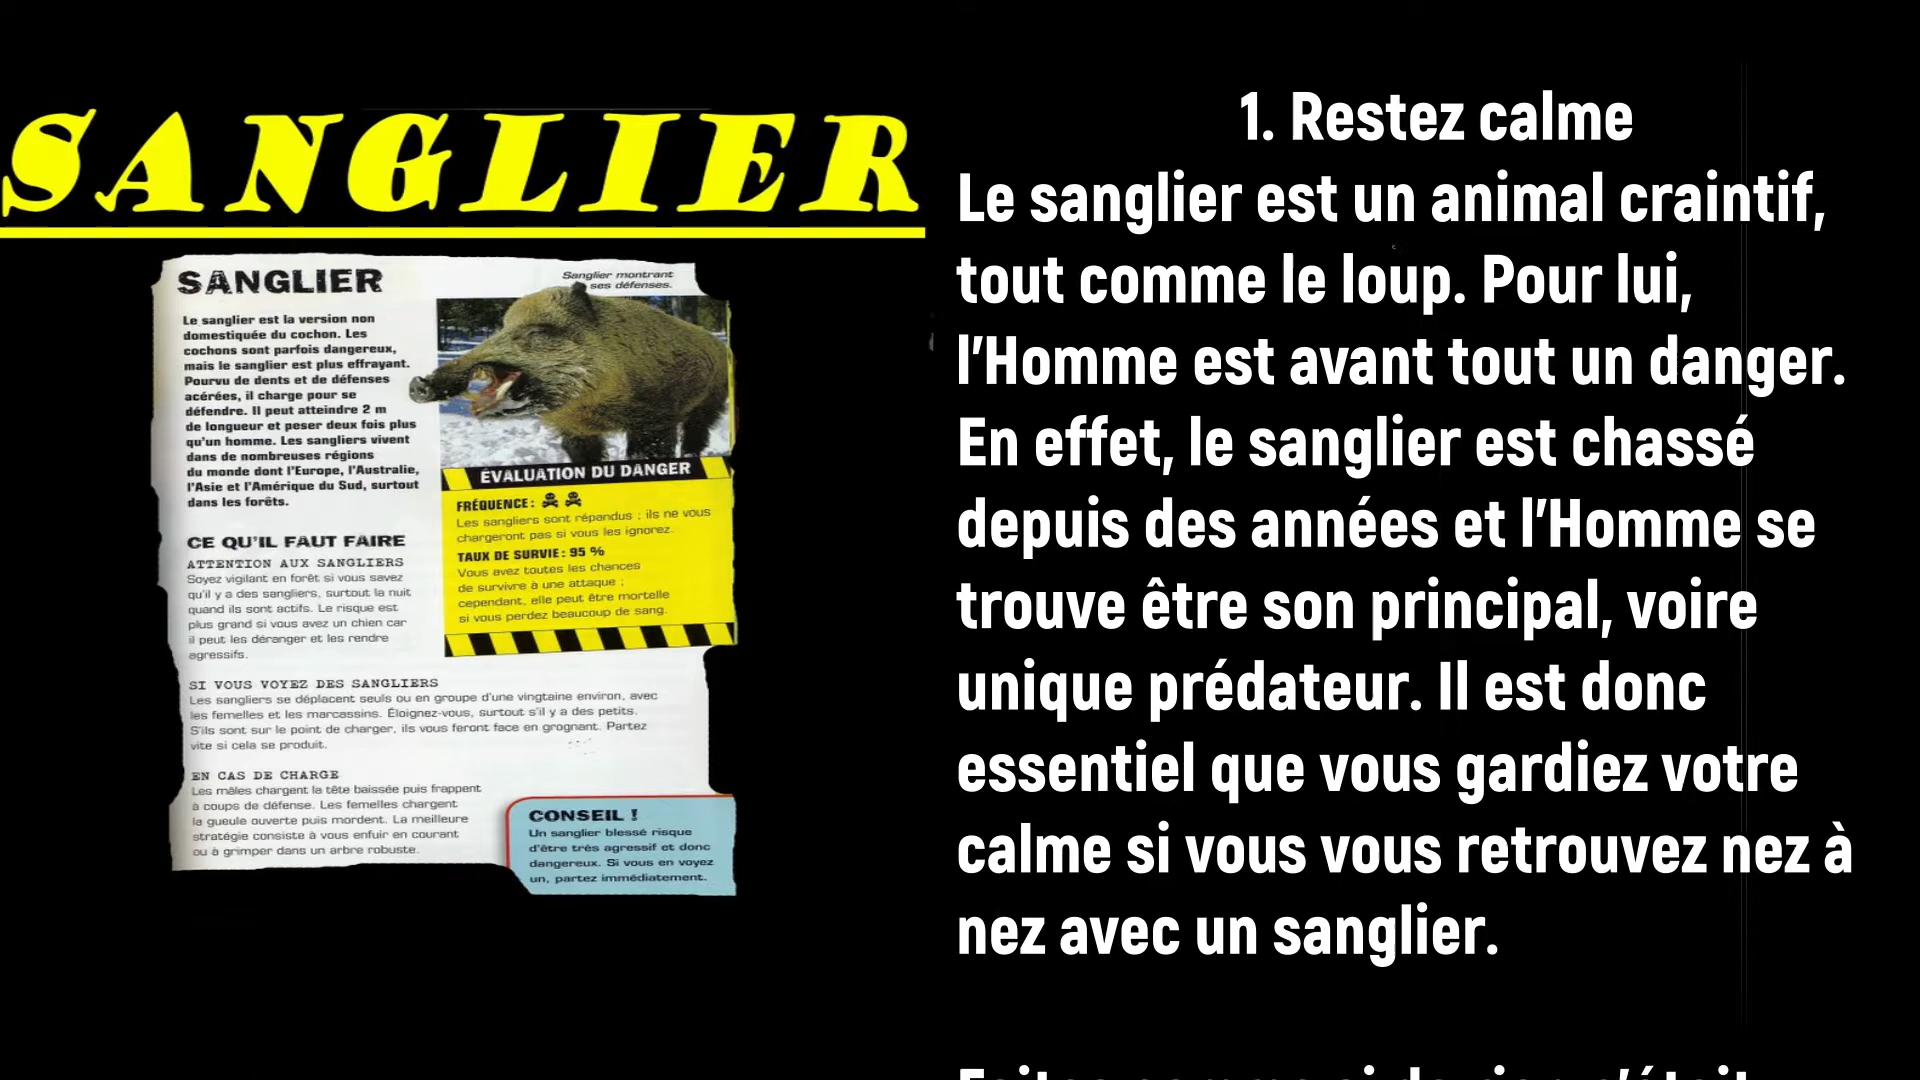 SANGLIER
SANGLIER
Sanglier montrant
ses défenses.
Le sanglier est la version non
domestiquée du cochon. Les
cochons sont parfois dangereux,
mais le sanglier est plus effrayant.
Pourvu de dents et de défenses
acérées, il charge pour se
défendre. Il peut atteindre 2 m
de longueur et peser deux fois plus
qu'un homme. Les sangliers vivent
dans de nombreuses régions
du monde dont l'Europe, l'Australie,
l'Asie et l'Amérique du Sud, surtout
dans les forêts.
ÉVALUATION DU DANGER
FRÉQUENCE :
Les sangliers sont répandus ; ils ne vous
chargeront pas si vous les ignorez.
TAUX DE SURVIE : 95 %
Vous avez toutes les chances
de survivre à une attaque ;
cependant, elle peut être mortelle
si vous perdez beaucoup de sang.
CE QU'IL FAUT FAIRE
ATTENTION AUX SANGLIERS
Soyez vigilant en forêt si vous savez
qu'il y a des sangliers, surtout la nuit
quand ils sont actifs. Le risque est
plus grand si vous avez un chien car
il peut les déranger et les rendre
agressifs.
SI VOUS VOYEZ DES SANGLIERS
Les sangliers se déplacent seuls ou en groupe d'une vingtaine environ, avec
les femelles et les marcassins. Éloignez-vous, surtout s'il y a des petits.
S'ils sont sur le point de charger, ils vous feront face en grognant. Partez
vite si cela se produit.
EN CAS DE CHARGE
Les mâles chargent la tête baissée puis frappent
à coups de défense. Les femelles chargent
la gueule ouverte puis mordent. La meilleure
stratégie consiste à vous enfuir en courant
ou à grimper dans un arbre robuste.
CONSEIL !
Un sanglier blessé risque
d'être très agressif et donc
dangereux. Si vous en voyez
un, partez immédiatement.
1. Restez calme
Le sanglier est un animal craintif,
tout comme le loup. Pour lui,
l'Homme est avant tout un danger.
En effet, le sanglier est chassé
depuis des années et l'Homme se
trouve être son principal, voire
unique prédateur. Il est donc
essentiel que vous gardiez votre
calme si vous vous retrouvez nez à
nez avec un sanglier.